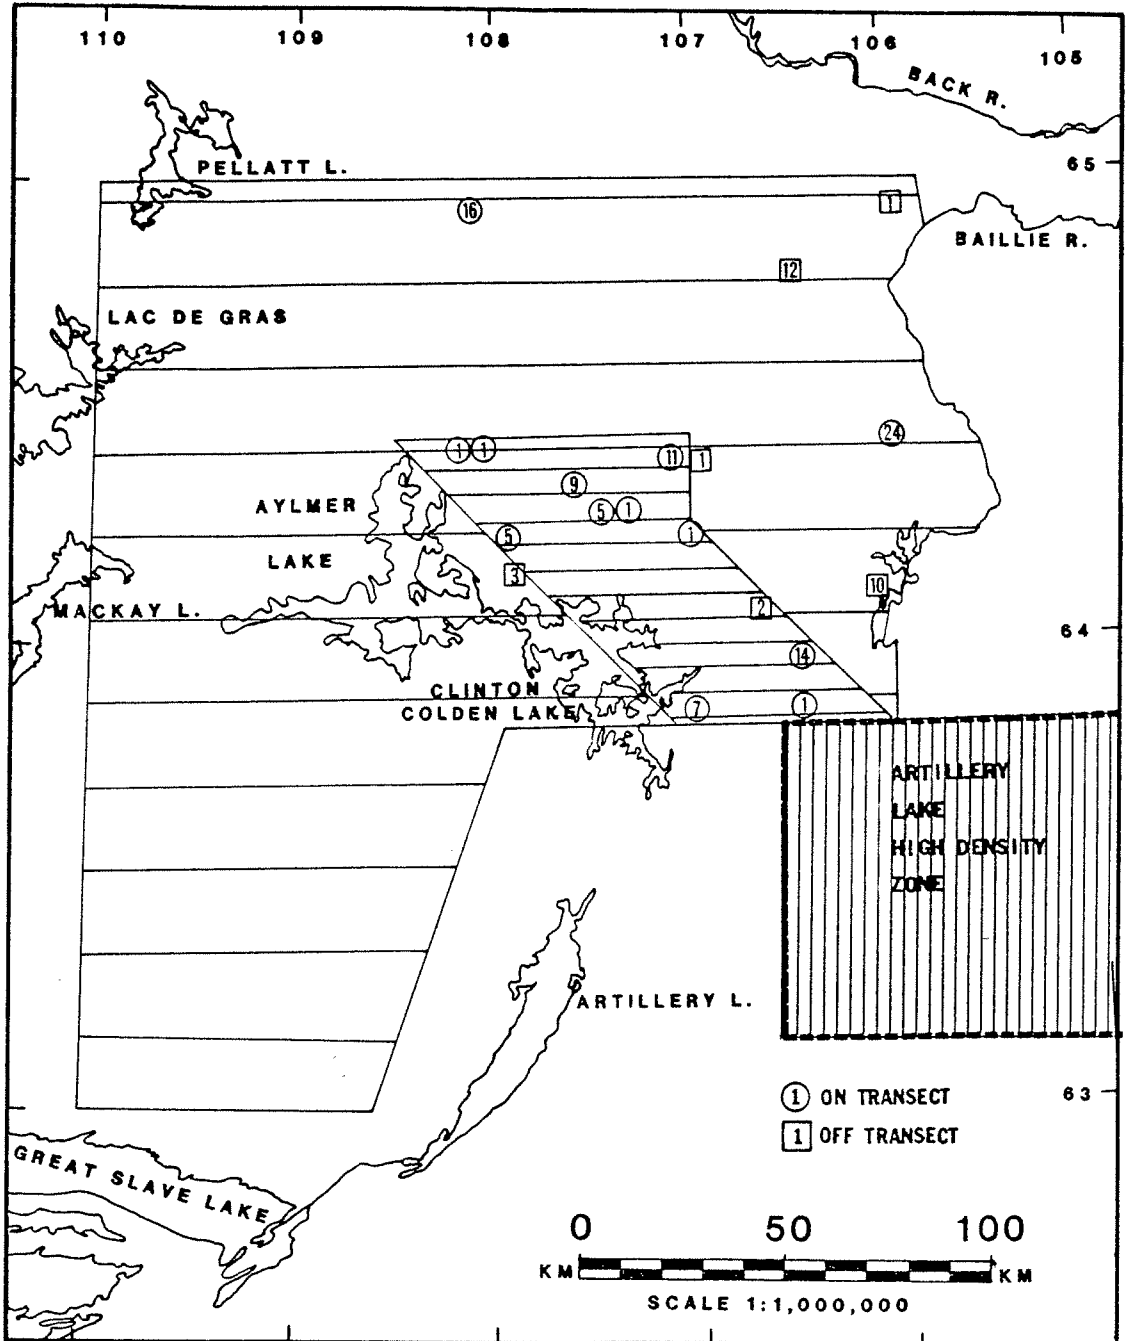 110 109 108 107 106 105
BACK R.
65
PELLATT L.
16
1
BAILLIE R.
12
LAC DE GRAS
24
1 1 11 1
9
AYLMER
5 1
5 1
LAKE
3
10
MACKAY L.
2
64
14
CLINTON
COLDEN LAKE
7 1
ARTILLERY
LAKE
HIGH DENSITY
ZONE
ARTILLERY L.
1 ON TRANSECT
63
1 OFF TRANSECT
GREAT SLAVE LAKE
0 50 100
KM KM
SCALE 1:1,000,000